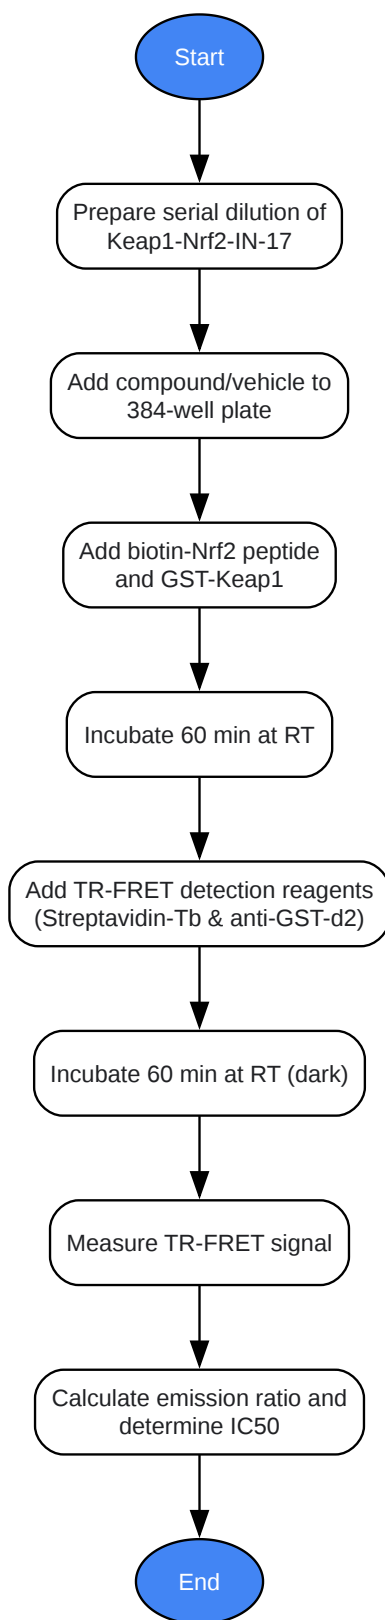 Start
Prepare serial dilution of
Keap1-Nrf2-IN-17
Add compound/vehicle to
384-well plate
Add biotin-Nrf2 peptide
and GST-Keap1
Incubate 60 min at RT
Add TR-FRET detection reagents
(Streptavidin-Tb & anti-GST-d2)
Incubate 60 min at RT (dark)
Measure TR-FRET signal
Calculate emission ratio and
determine IC50
End